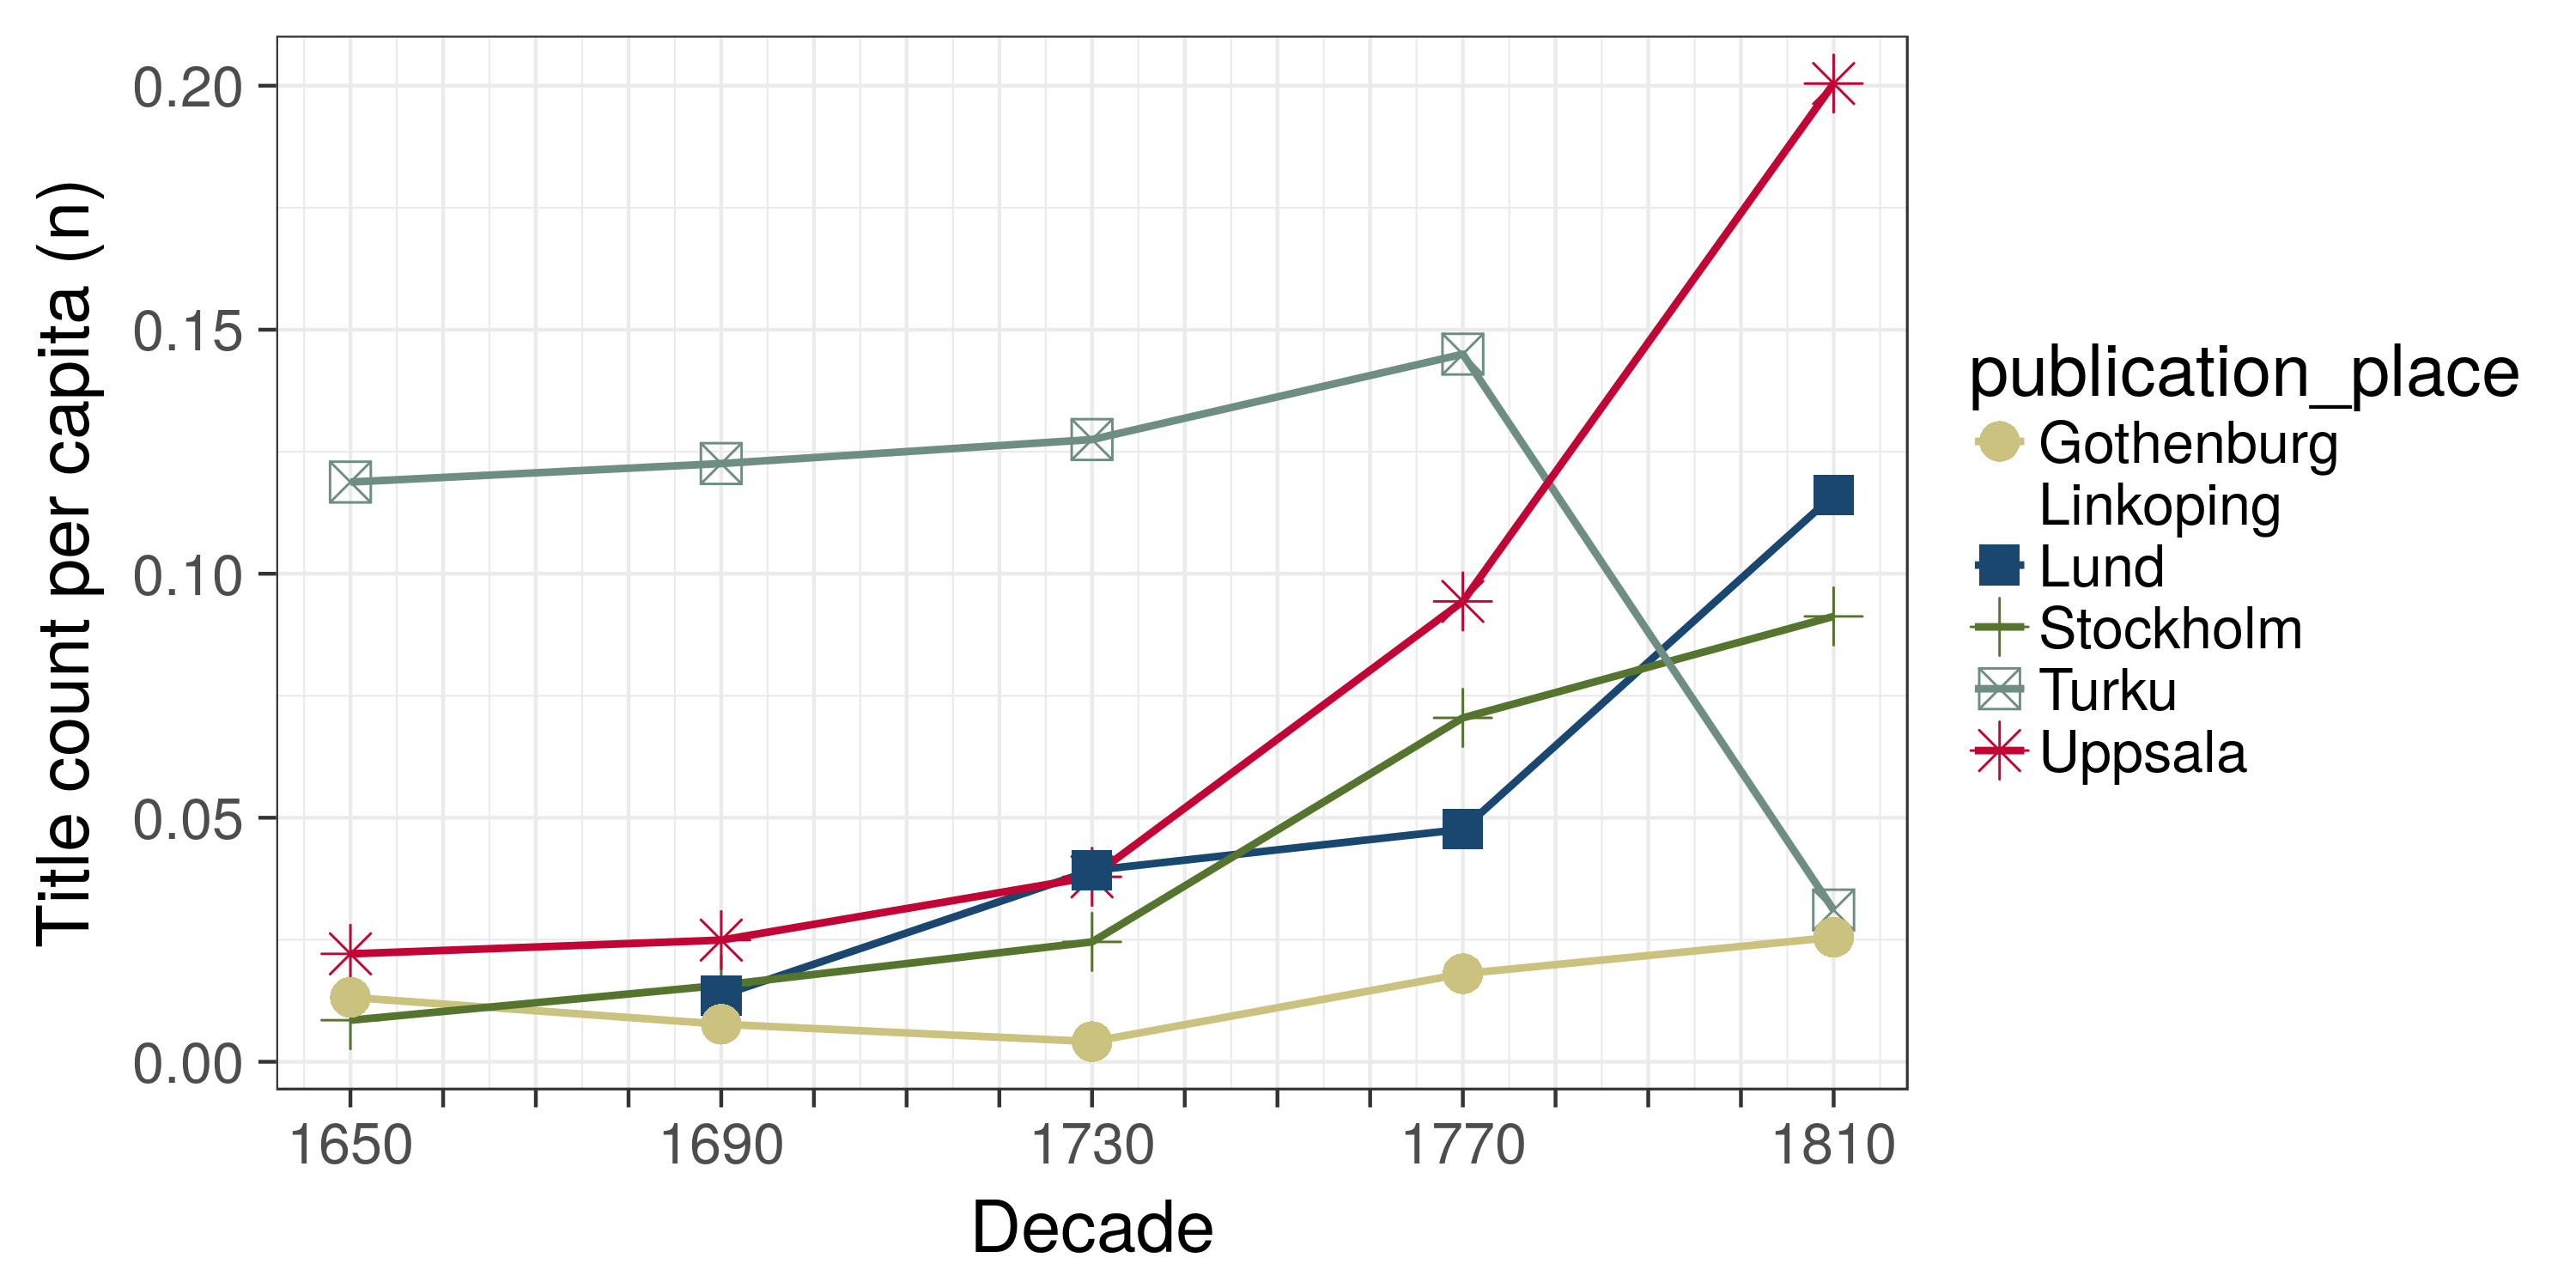 Title count per capita (n)
0.20
0.15
0.10
0.05
0.00
1650 1690 1730 1770 1810
Decade
publication_place
Gothenburg
Linkoping
Lund
Stockholm
Turku
Uppsala